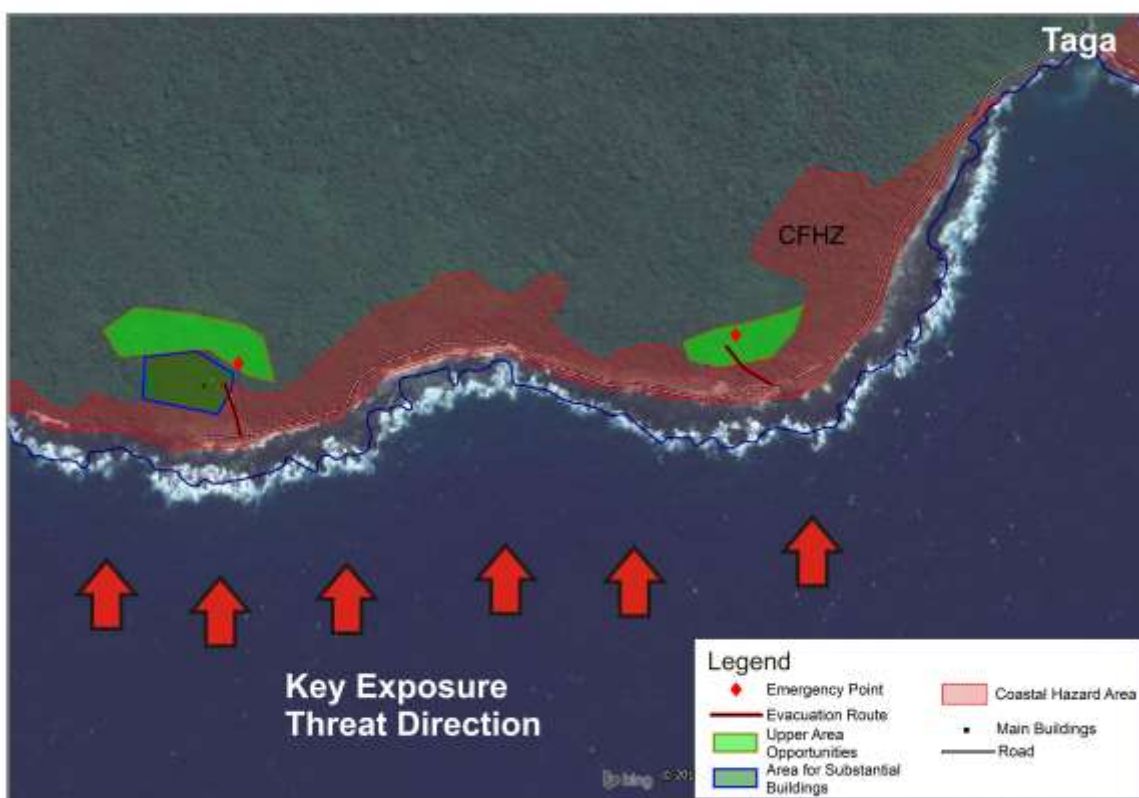 Taga
CFHZ
Key Exposure
Threat Direction
Legend
Emergency Point
Evacuation Route
Upper Area
Opportunities
Area for Substantial
Buildings
Coastal Hazard Area
Main Buildings
Road
bing